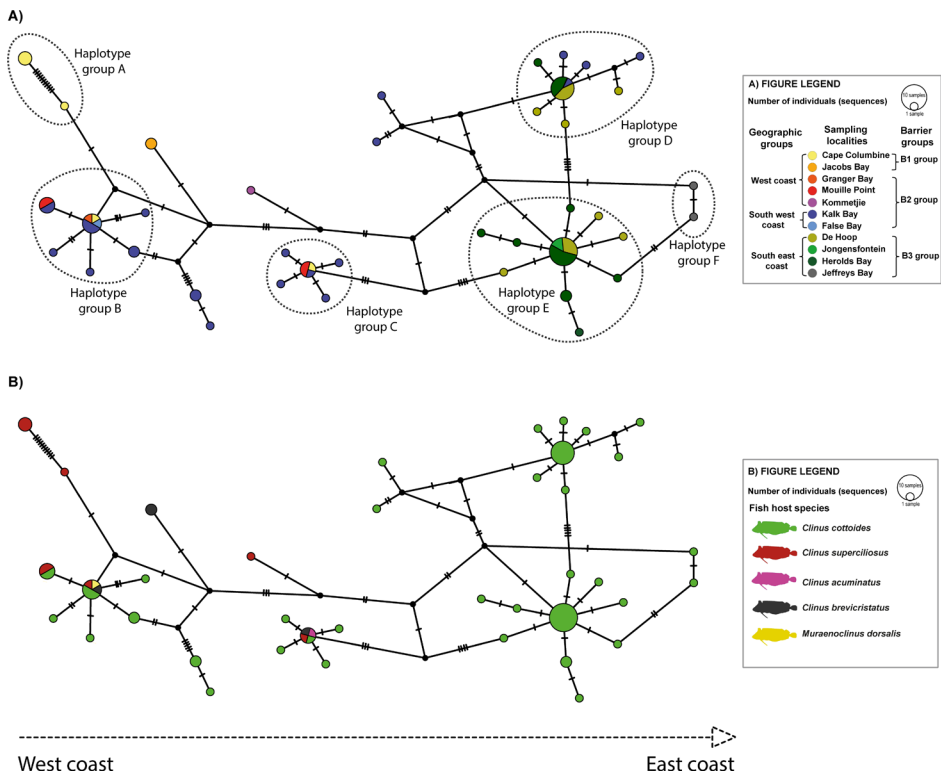 A)
Haplotype
group A
Haplotype
group B
Haplotype
group C
Haplotype
group D
Haplotype
group E
Haplotype
group F
A) FIGURE LEGEND
Number of individuals (sequences)
10 samples
1 sample
Geographic
groups
Sampling
localities
Barrier
groups
West coast
South west
coast
South east
coast
Cape Columbine
Jacobs Bay
Granger Bay
Mouille Point
Kommetjie
Kalk Bay
False Bay
De Hoop
Jongensfontein
Herolds Bay
Jeffreys Bay
B1 group
B2 group
B3 group
B)
B) FIGURE LEGEND
Number of individuals (sequences)
10 samples
1 sample
Fish host species
Clinus cottoides
Clinus superciliosus
Clinus acuminatus
Clinus brevicristatus
Muraenoclinus dorsalis
West coast
East coast